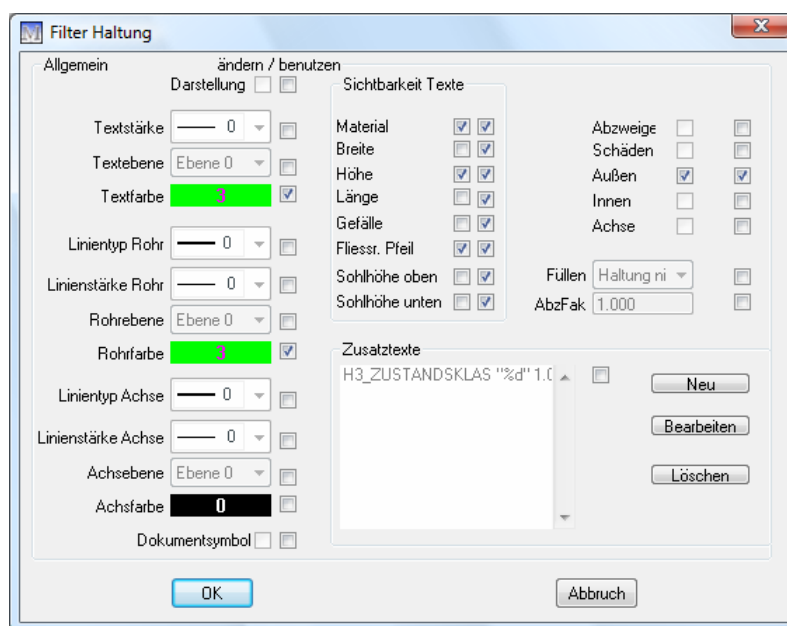 Filter Haltung
Allgemein
ändern / benutzen
Darstellung
Textstärke 0
Textebene Ebene 0
Textfarbe 3
Linientyp Rohr 0
Linienstärke Rohr 0
Rohrebene Ebene 0
Rohrfarbe 3
Linientyp Achse 0
Linienstärke Achse 0
Achsebene Ebene 0
Achsfarbe 0
Dokumentsymbol
Sichtbarkeit Texte
Material
Breite
Höhe
Länge
Gefälle
Fliessr. Pfeil
Sohlhöhe oben
Sohlhöhe unten
Abzweige
Schäden
Außen
Innen
Achse
Füllen Haltung ni
AbzFak 1.000
Zusatztexte
H3_ZUSTANDSKLAS "%d" 1.0
Neu
Bearbeiten
Löschen
OK
Abbruch